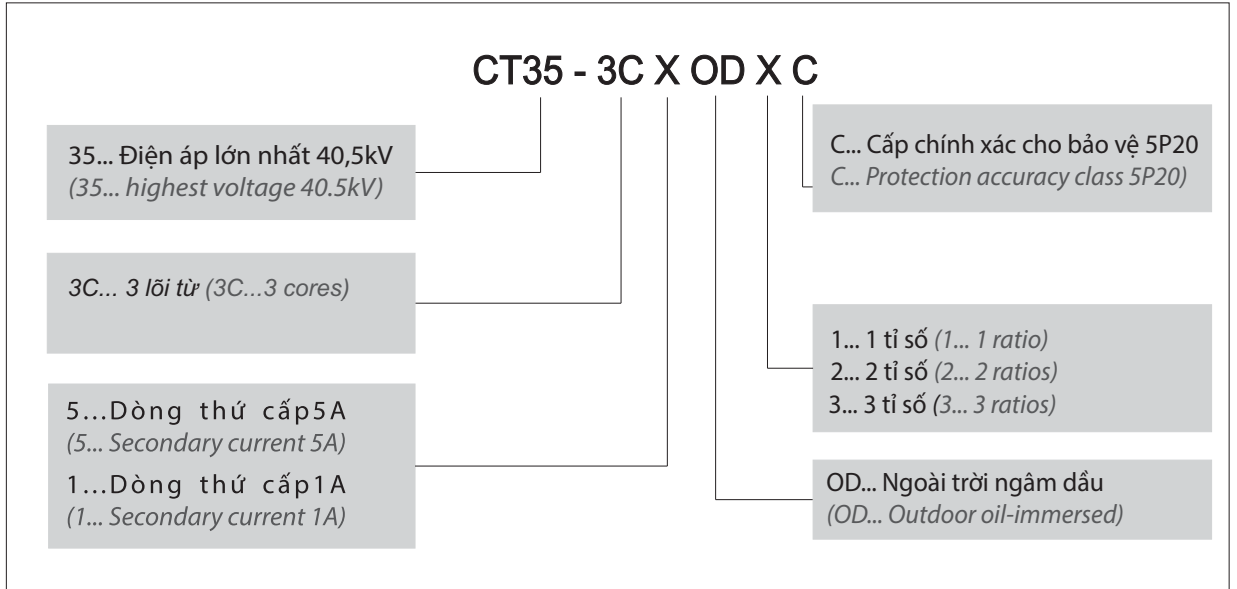 CT35 - 3C X OD X C
35... Điện áp lớn nhất 40,5kV
(35... highest voltage 40.5kV)
3C... 3 lõi từ (3C...3 cores)
5...Dòng thứ cấp5A
(5... Secondary current 5A)
1...Dòng thứ cấp1A
(1... Secondary current 1A)
C... Cấp chính xác cho bảo vệ 5P20
C... Protection accuracy class 5P20)
1... 1 tỉ số (1... 1 ratio)
2... 2 tỉ số (2... 2 ratios)
3... 3 tỉ số (3... 3 ratios)
OD... Ngoài trời ngâm dầu
(OD... Outdoor oil-immersed)